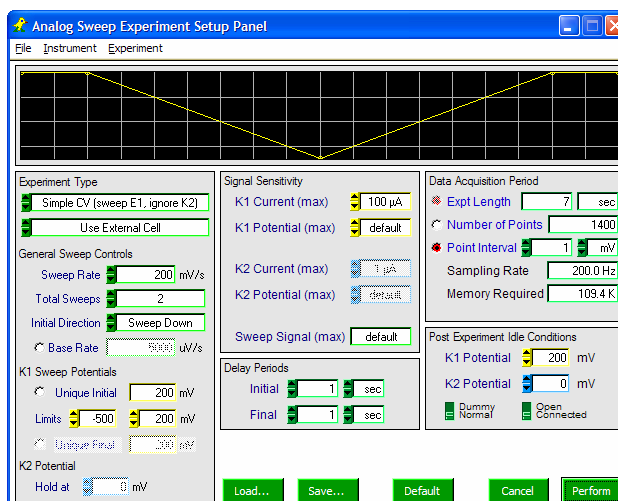 Analog Sweep Experiment Setup Panel
File Instrument Experiment
Experiment Type
Simple CV (sweep E1, ignore K2)
Use External Cell
General Sweep Controls
Sweep Rate 200 mV/s
Total Sweeps 2
Initial Direction Sweep Down
Base Rate 5000 uV/s
K1 Sweep Potentials
Unique Initial 200 mV
Limits -500 200 mV
Unique Final 200 mV
K2 Potential
Hold at 0 mV
Signal Sensitivity
K1 Current (max) 100 µA
K1 Potential (max) default
K2 Current (max) 1 µA
K2 Potential (max) default
Sweep Signal (max) default
Delay Periods
Initial 1 sec
Final 1 sec
Data Acquisition Period
Expt Length 7 sec
Number of Points 1400
Point Interval 1 mV
Sampling Rate 200.0 Hz
Memory Required 109.4 K
Post Experiment Idle Conditions
K1 Potential 200 mV
K2 Potential 0 mV
Dummy Open
Normal Connected
Load... Save... Default Cancel Perform